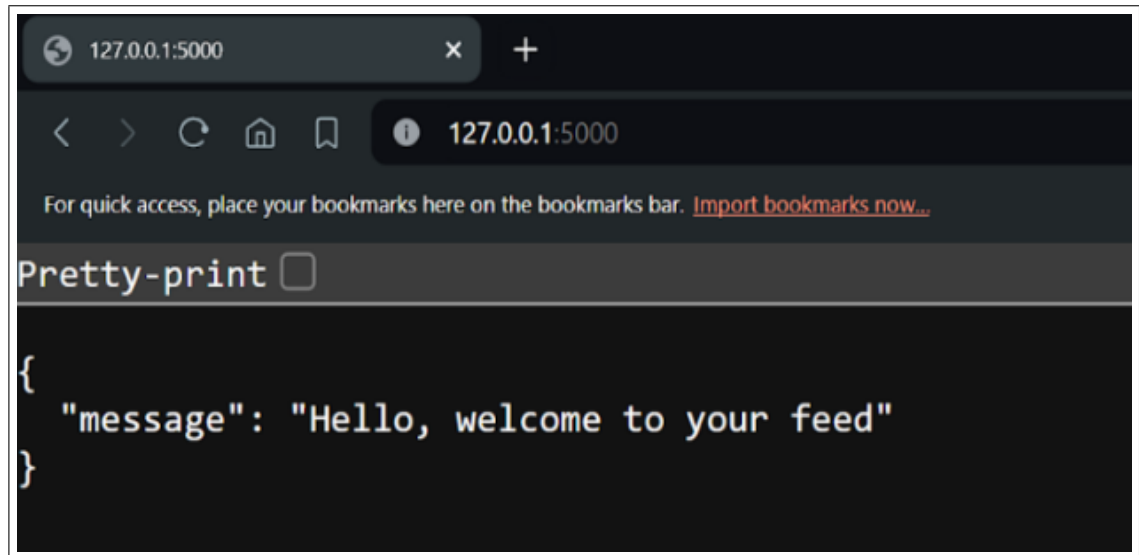 127.0.0.1:5000
127.0.0.1:5000
For quick access, place your bookmarks here on the bookmarks bar. Import bookmarks now...
Pretty-print
{
"message": "Hello, welcome to your feed"
}